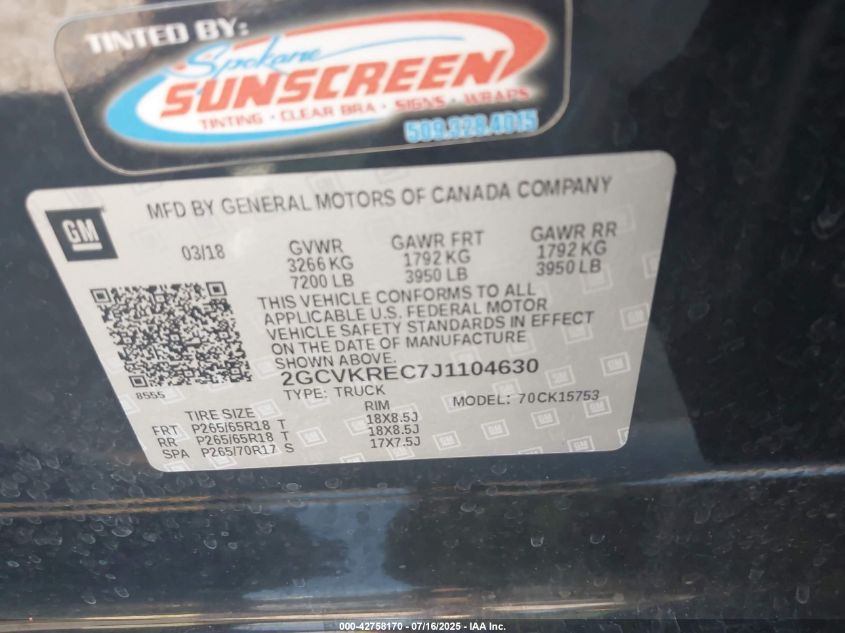 TINTED BY:
Spokane
SUNSCREEN
TINTING • CLEAR BRA • SIGNS • WRAPS
509.328.4015
GM
MFD BY GENERAL MOTORS OF CANADA COMPANY
03/18 GVWR GAWR FRT GAWR RR
3266 KG 1792 KG 1792 KG
7200 LB 3950 LB 3950 LB
THIS VEHICLE CONFORMS TO ALL
APPLICABLE U.S. FEDERAL MOTOR
VEHICLE SAFETY STANDARDS IN EFFECT
ON THE DATE OF MANUFACTURE
SHOWN ABOVE.
8555
2GCVKREC7J1104630
TYPE: TRUCK MODEL: 70CK15753
TIRE SIZE RIM
FRT P265/65R18 T 18X8.5J
RR P265/65R18 T 18X8.5J
SPA P265/70R17 S 17X7.5J
000-42758170 - 07/16/2025 - IAA Inc.